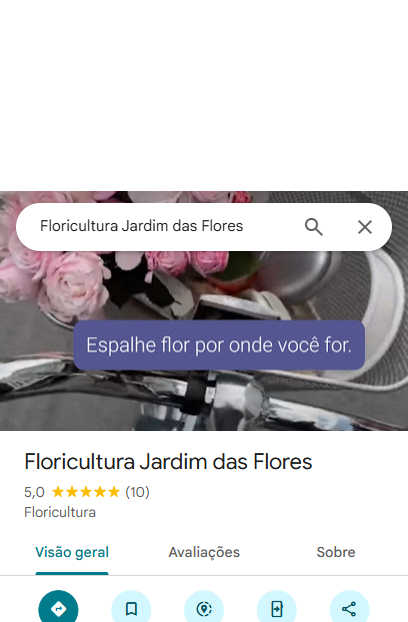 Floricultura Jardim das Flores
Espalhe flor por onde você for.
Floricultura Jardim das Flores
5,0 ★★★★★ (10)
Floricultura
Visão geral Avaliações Sobre